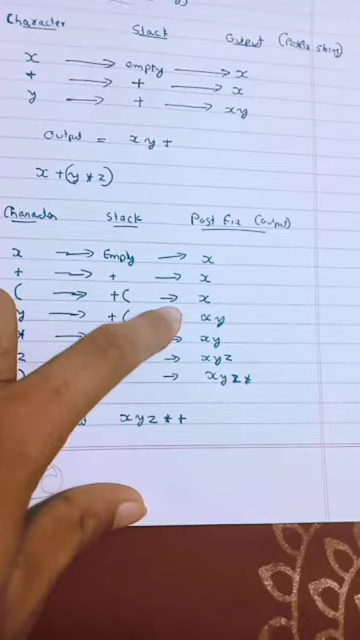 Character Stack Output (Postfix string)
x → empty → x
+ → + → x
y → + → xy
Output = xy+
x+(y*z)
Character Stack Postfix (output)
x → Empty → x
+ → + → x
( → +( → x
y → +( xy
* → xy
z → xyz
) → xyz*
xyz*+